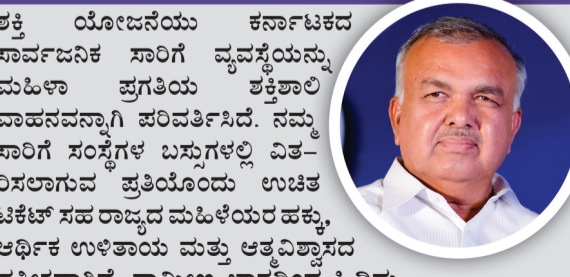 ಶಕ್ತಿ ಯೋಜನೆಯು ಕರ್ನಾಟಕದ
ಸಾರ್ವಜನಿಕ ಸಾರಿಗೆ ವ್ಯವಸ್ಥೆಯನ್ನು
ಮಹಿಳಾ ಪ್ರಗತಿಯ ಶಕ್ತಿಶಾಲಿ
ವಾಹನವನ್ನಾಗಿ ಪರಿವರ್ತಿಸಿದೆ. ನಮ್ಮ
ಸಾರಿಗೆ ಸಂಸ್ಥೆಗಳ ಬಸ್ಸುಗಳಲ್ಲಿ ವಿತ-
ರಿಸಲಾಗುವ ಪ್ರತಿಯೊಂದು ಉಚಿತ
ಟಿಕೆಟ್ ಸಹ ರಾಜ್ಯದ ಮಹಿಳೆಯರ ಹಕ್ಕು,
ಆರ್ಥಿಕ ಉಳಿತಾಯ ಮತ್ತು ಆತ್ಮವಿಶ್ವಾಸದ